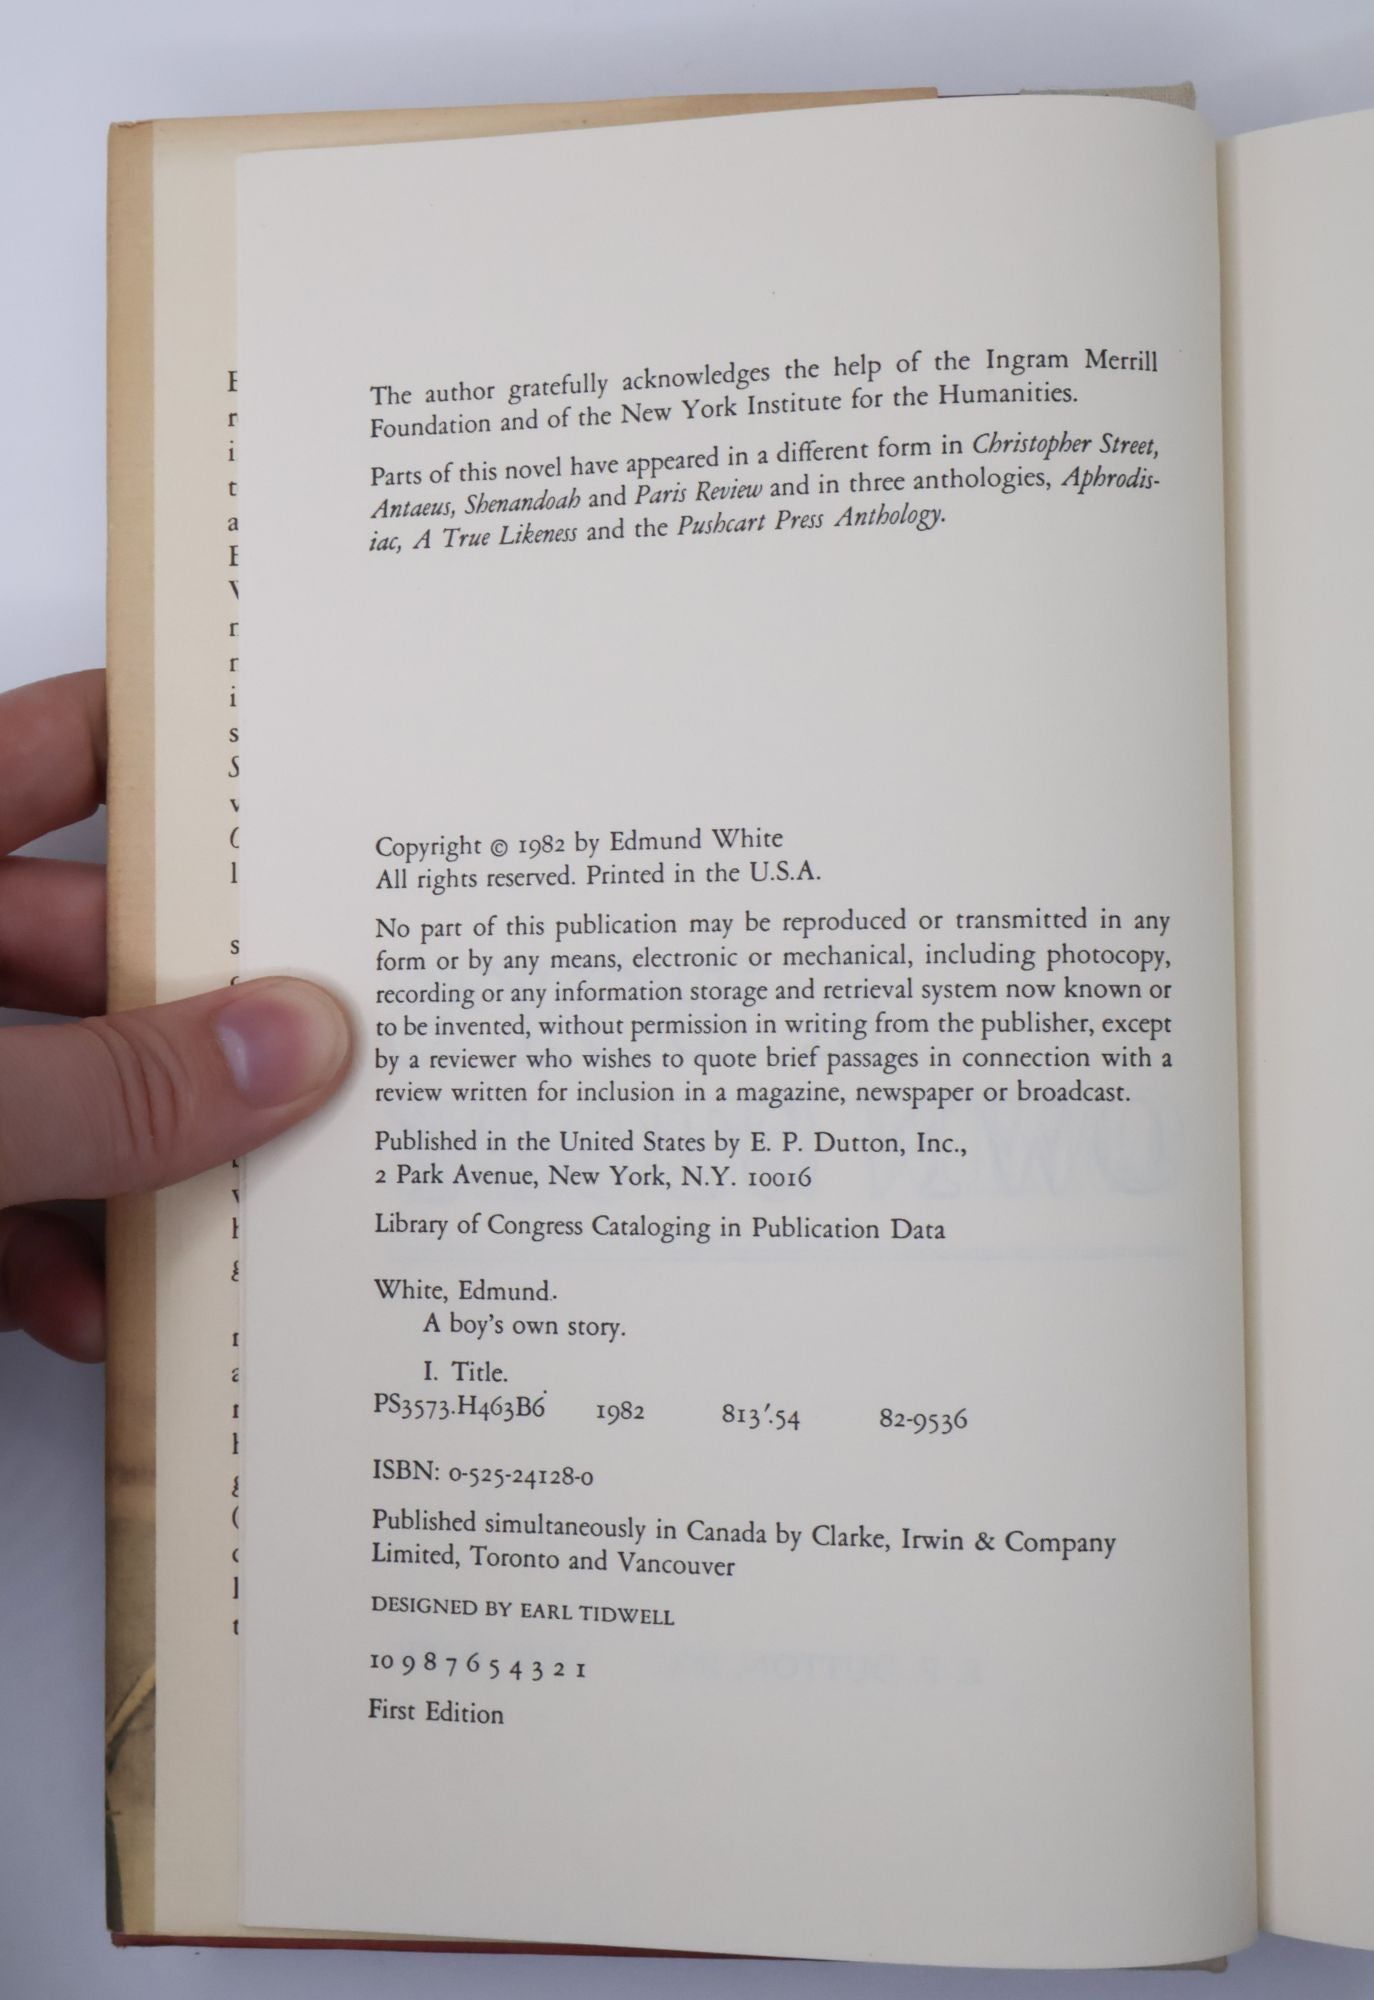 The author gratefully acknowledges the help of the Ingram Merrill
Foundation and of the New York Institute for the Humanities.
Parts of this novel have appeared in a different form in Christopher Street,
Antaeus, Shenandoah and Paris Review and in three anthologies, Aphrodis-
iac, A True Likeness and the Pushcart Press Anthology.
Copyright © 1982 by Edmund White
All rights reserved. Printed in the U.S.A.
No part of this publication may be reproduced or transmitted in any
form or by any means, electronic or mechanical, including photocopy,
recording or any information storage and retrieval system now known or
to be invented, without permission in writing from the publisher, except
by a reviewer who wishes to quote brief passages in connection with a
review written for inclusion in a magazine, newspaper or broadcast.
Published in the United States by E. P. Dutton, Inc.,
2 Park Avenue, New York, N.Y. 10016
Library of Congress Cataloging in Publication Data
White, Edmund.
A boy's own story.
I. Title.
PS3573.H463B6 1982 813'.54 82-9536
ISBN: 0-525-24128-0
Published simultaneously in Canada by Clarke, Irwin & Company
Limited, Toronto and Vancouver
DESIGNED BY EARL TIDWELL
10 9 8 7 6 5 4 3 2 1
First Edition